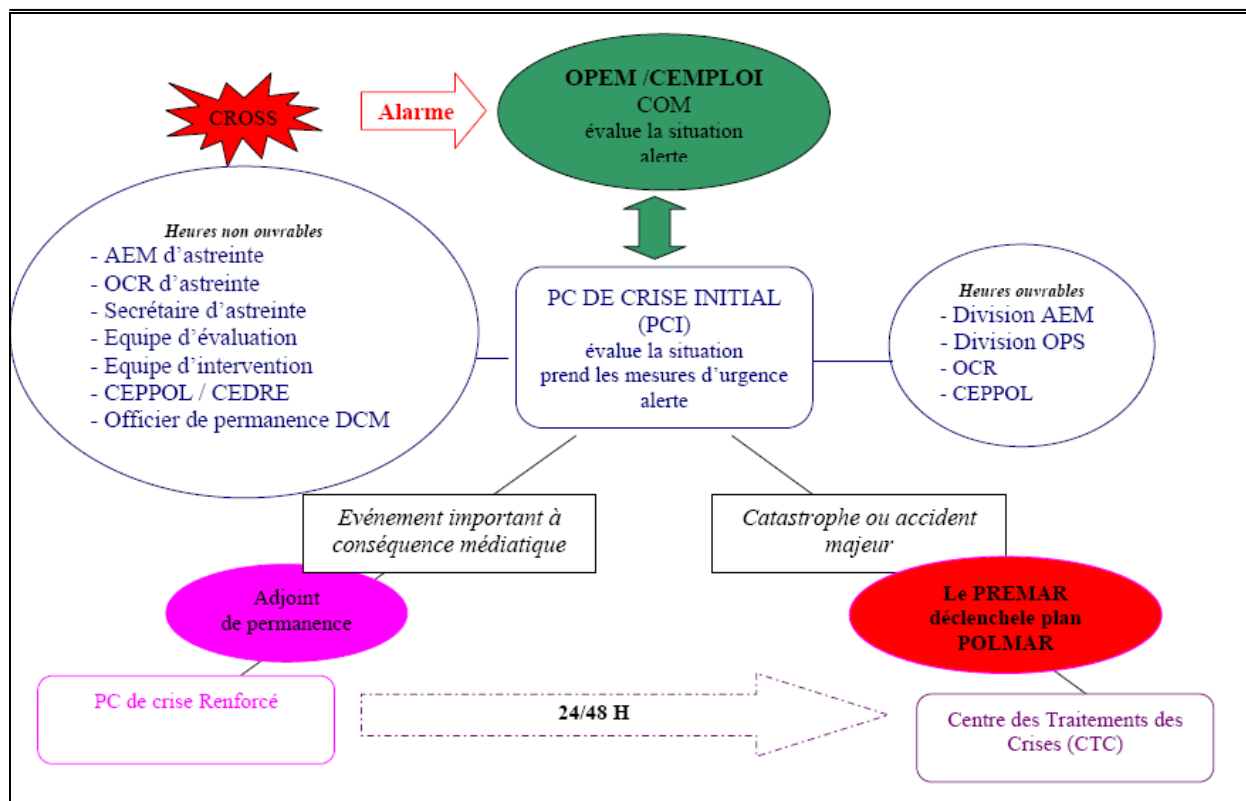 CROSS
Alarme
OPEM /CEMPLOI
COM
évalue la situation
alerte
Heures non ouvrables
- AEM d’astreinte
- OCR d’astreinte
- Secrétaire d’astreinte
- Equipe d’évaluation
- Equipe d’intervention
- CEPPOL / CEDRE
- Officier de permanence DCM
PC DE CRISE INITIAL
(PCI)
évalue la situation
prend les mesures d’urgence
alerte
Heures ouvrables
- Division AEM
- Division OPS
- OCR
- CEPPOL
Evénement important à
conséquence médiatique
Catastrophe ou accident
majeur
Adjoint
de permanence
Le PREMAR
déclenchele plan
POLMAR
PC de crise Renforcé
24/48 H
Centre des Traitements des
Crises (CTC)